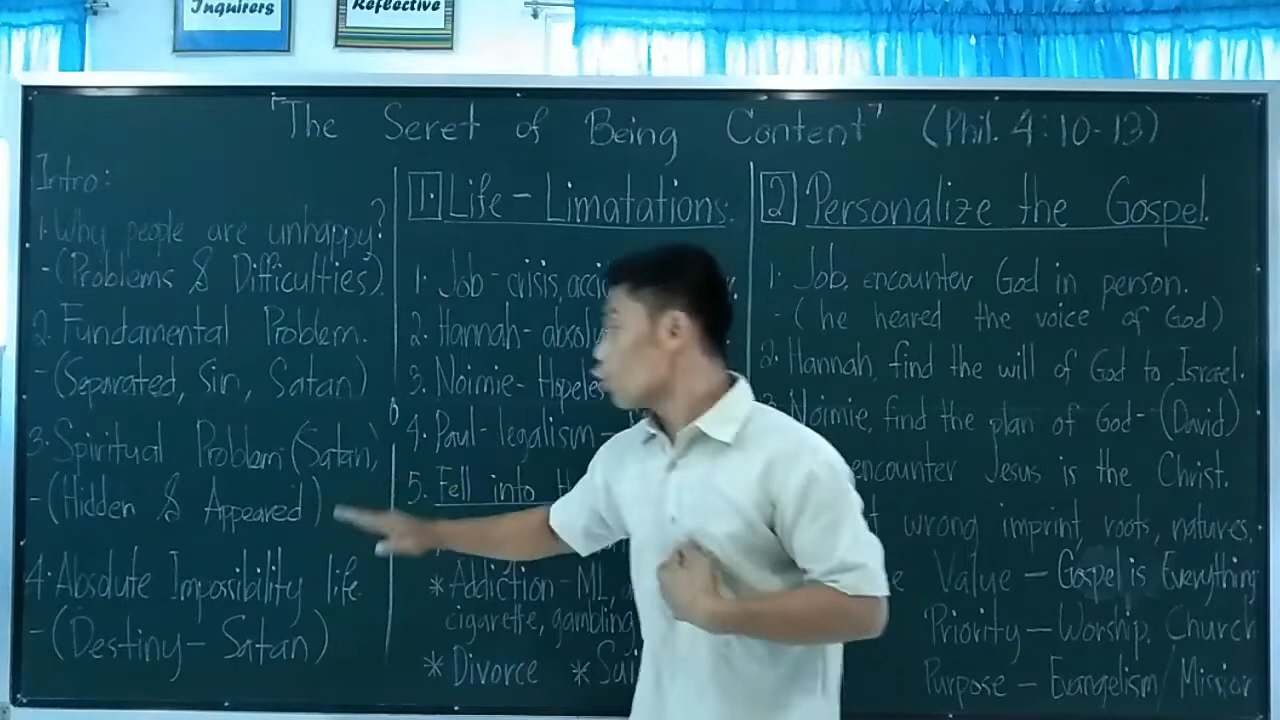 Inquirers
Reflective
"The Seret of Being Content" (Phil. 4:10-13)
Intro:
1. Why people are unhappy?
- (Problems & Difficulties)
2. Fundamental Problem.
- (Separated, Sin, Satan)
3. Spiritual Problem (Satan,
- (Hidden & Appeared)
4. Absolute Impossibility life
- (Destiny - Satan)
1. Life - Limatations.
1. Job - crisis,
2. Hannah -
3. Noimie -
4. Paul - legalism -
5. Fell into
* Addiction - ML,
cigarette, gambling
* Divorce *
2 Personalize the Gospel.
1. Job, encounter God in person.
- (he heared the voice of God)
2. Hannah, find the will of God to Israel.
Noimie, find the plan of God - (David)
encounter Jesus is the Christ.
wrong imprint, roots, natures,
Value - Gospel is Everything
Priority - Worship, Church
Purpose - Evangelism / Mission